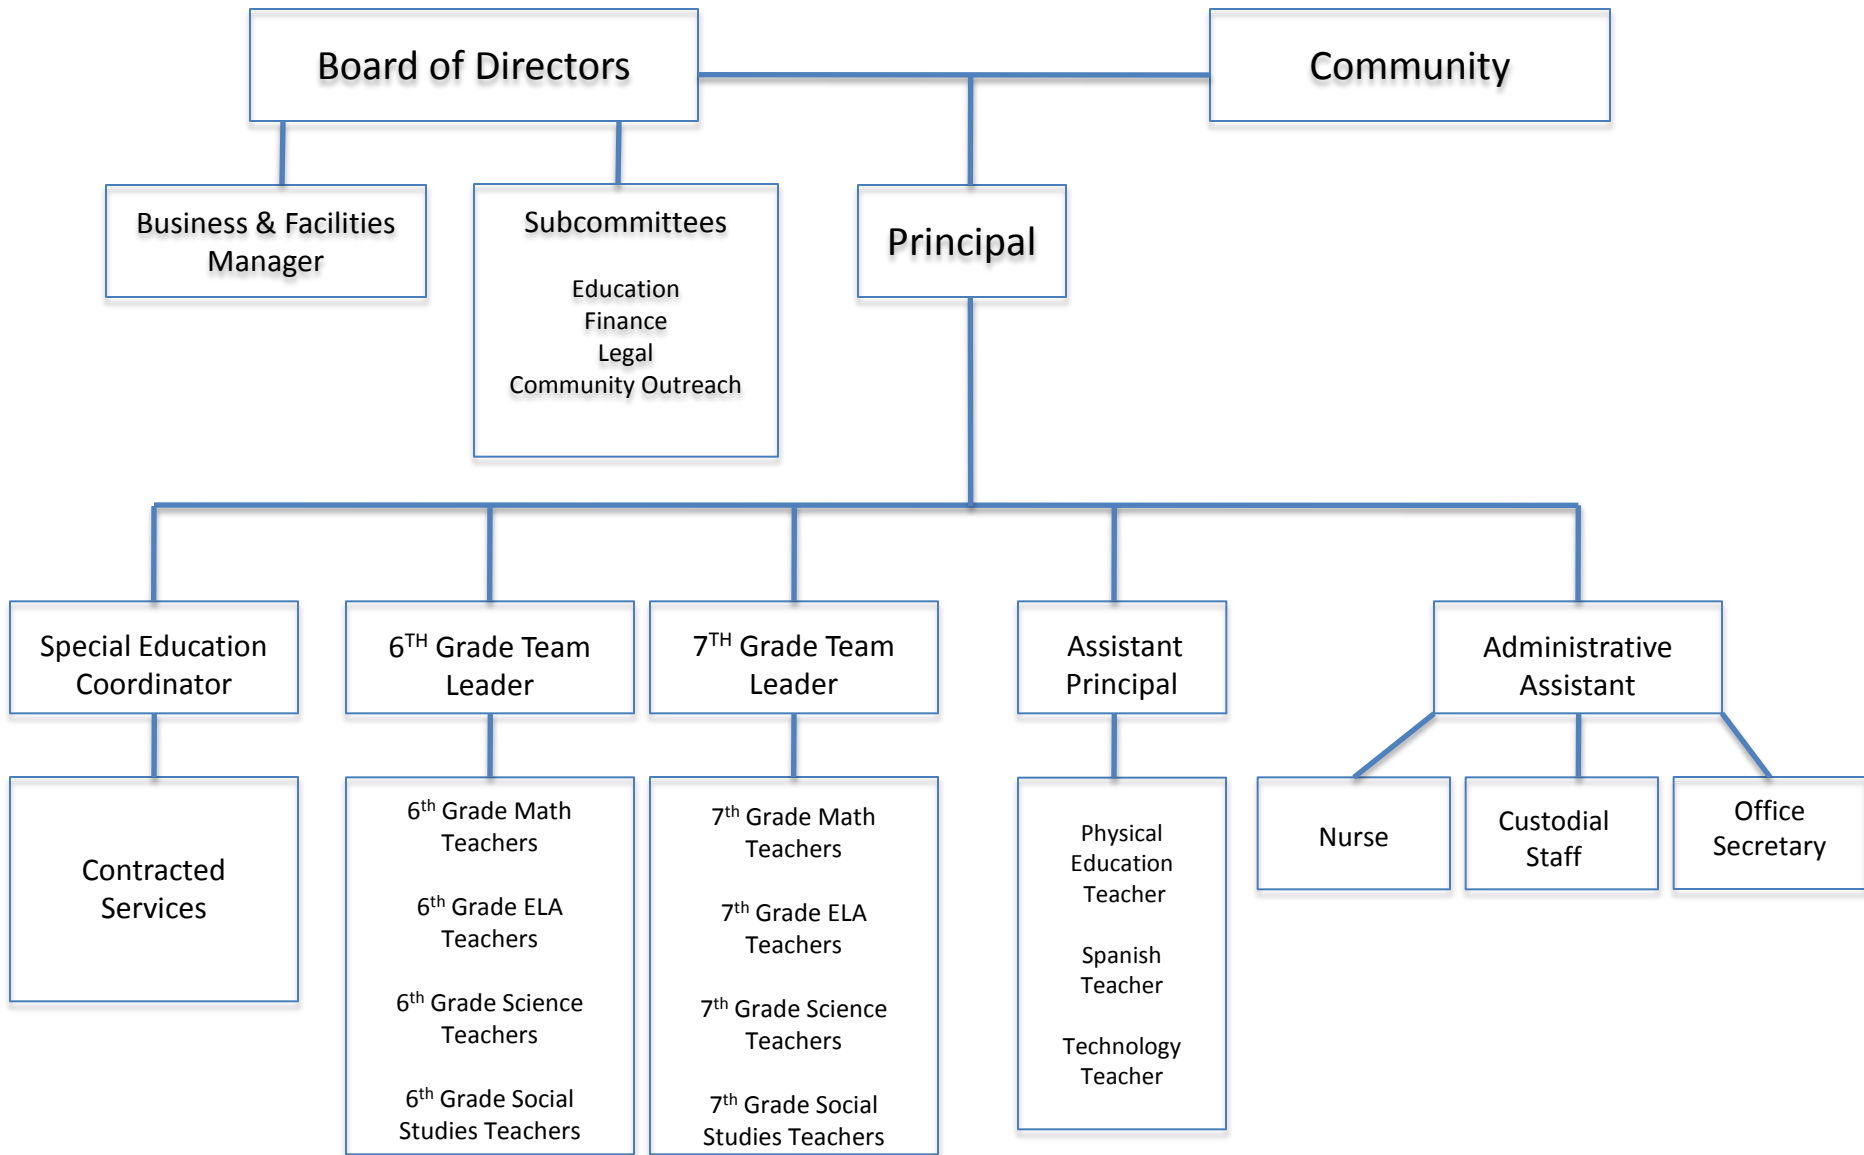 Board of Directors
Community
Business & Facilities
Manager
Subcommittees
Education
Finance
Legal
Community Outreach
Principal
Special Education
Coordinator
6TH Grade Team
Leader
7TH Grade Team
Leader
Assistant
Principal
Administrative
Assistant
Contracted
Services
6th Grade Math
Teachers
6th Grade ELA
Teachers
6th Grade Science
Teachers
6th Grade Social
Studies Teachers
7th Grade Math
Teachers
7th Grade ELA
Teachers
7th Grade Science
Teachers
7th Grade Social
Studies Teachers
Physical
Education
Teacher
Spanish
Teacher
Technology
Teacher
Nurse
Custodial
Staff
Office
Secretary